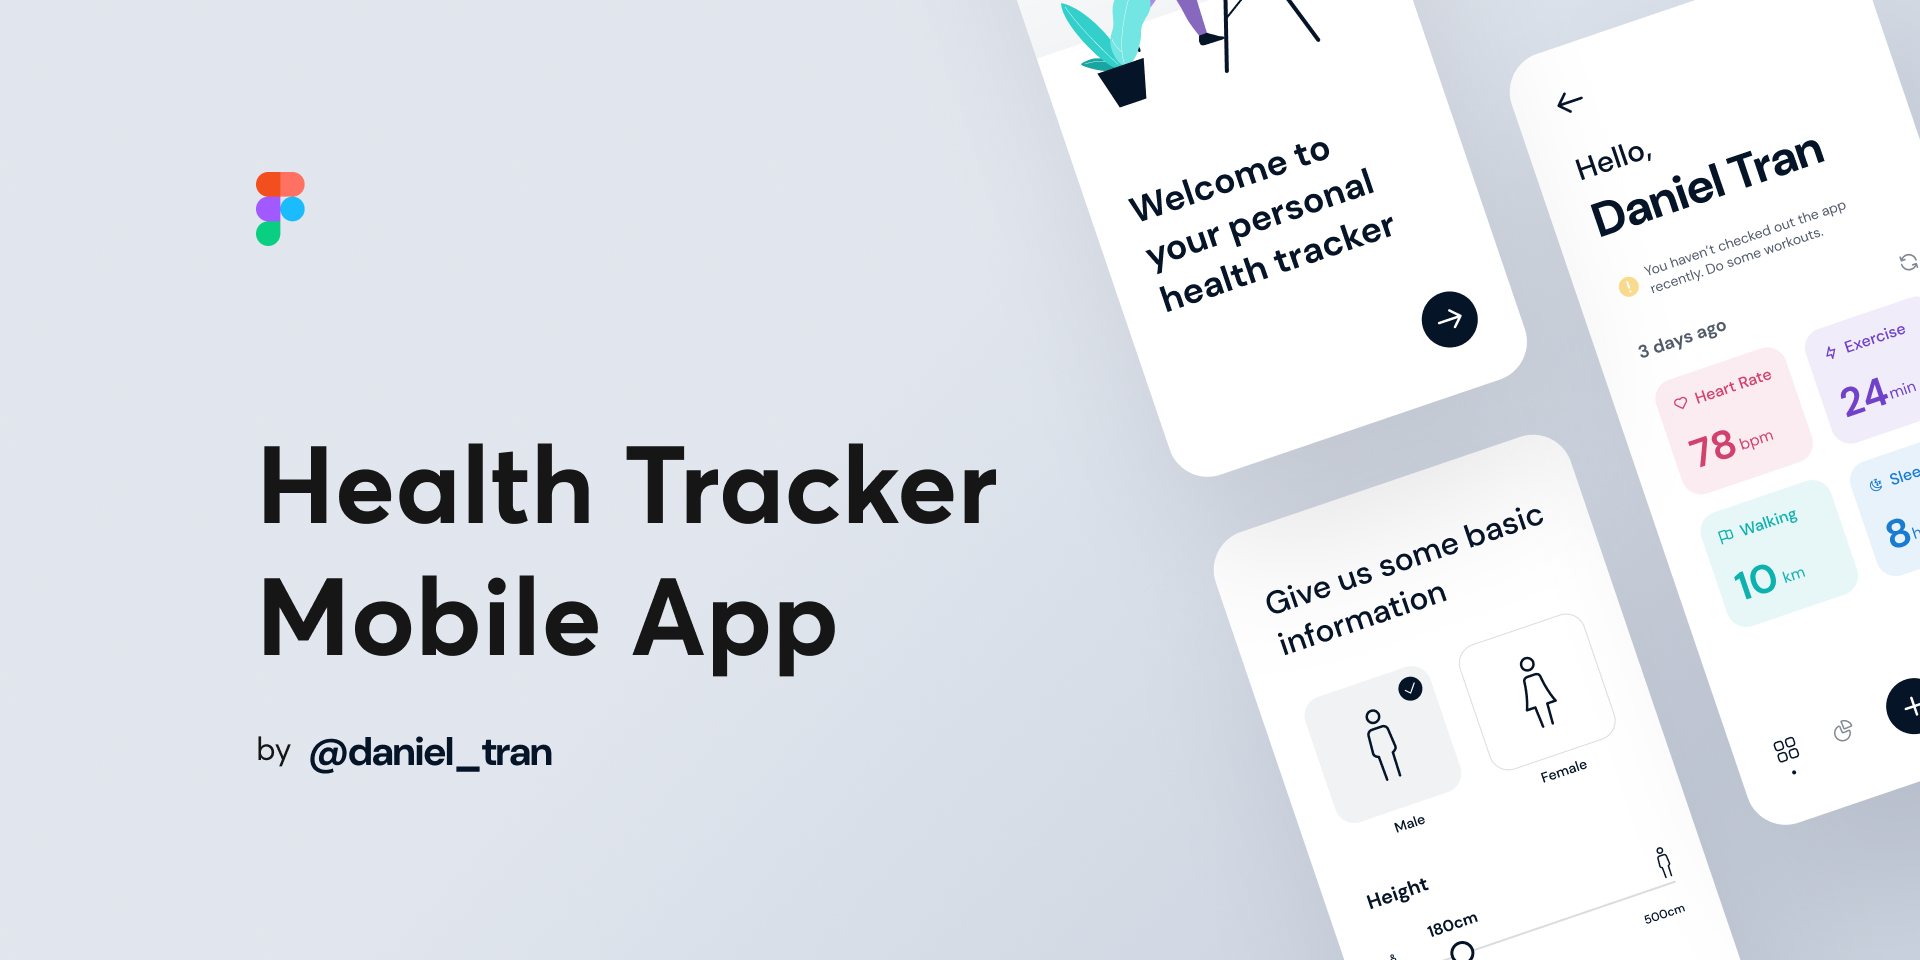 Health Tracker
Mobile App
by @daniel_tran
Welcome to
your personal
health tracker
Give us some basic
information
Male
Female
Height
180cm
500cm
Hello,
Daniel Tran
You haven't checked out the app
recently. Do some workouts.
3 days ago
Heart Rate
78 bpm
Exercise
24 min
Walking
10 km
8